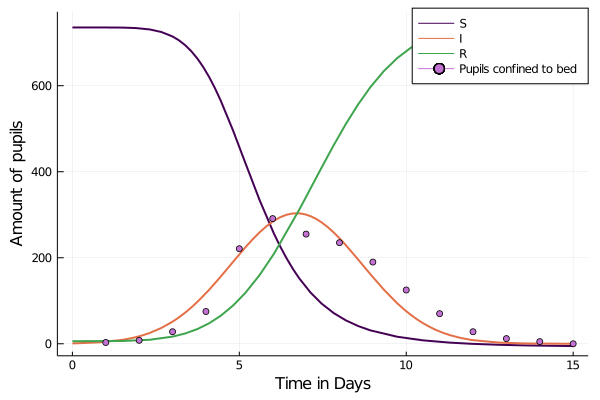 S
I
R
Pupils confined to bed
600
400
200
0
0 5 10 15
Amount of pupils
Time in Days